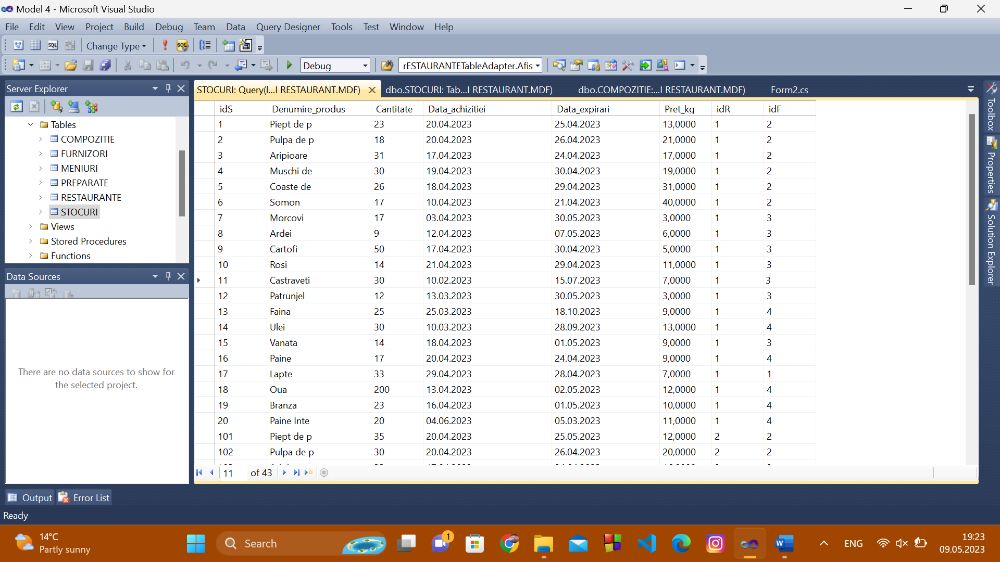 Model 4 - Microsoft Visual Studio
File Edit View Project Build Debug Team Data Query Designer Tools Test Window Help
SQL Change Type SQL
Debug rESTAURANTETableAdapter.Afis
Server Explorer
Tables
COMPOZITIE
FURNIZORI
MENIURI
PREPARATE
RESTAURANTE
STOCURI
Views
Stored Procedures
Functions
Data Sources
There are no data sources to show for
the selected project.
STOCURI: Query(l...I RESTAURANT.MDF) dbo.STOCURI: Tab...I RESTAURANT.MDF) dbo.COMPOZITIE:...I RESTAURANT.MDF) Form2.cs
idS Denumire_produs Cantitate Data_achizitiei Data_expirari Pret_kg idR idF
1 Piept de p 23 20.04.2023 25.04.2023 13,0000 1 2
2 Pulpa de p 18 20.04.2023 26.04.2023 21,0000 1 2
3 Aripioare 31 17.04.2023 24.04.2023 17,0000 1 2
4 Muschi de 30 19.04.2023 30.04.2023 19,0000 1 2
5 Coaste de 26 18.04.2023 29.04.2023 31,0000 1 2
6 Somon 17 10.04.2023 21.04.2023 40,0000 1 2
7 Morcovi 17 03.04.2023 30.05.2023 3,0000 1 3
8 Ardei 9 12.04.2023 07.05.2023 6,0000 1 3
9 Cartofi 50 17.04.2023 30.04.2023 5,0000 1 3
10 Rosi 14 21.04.2023 29.04.2023 11,0000 1 3
11 Castraveti 30 10.02.2023 15.07.2023 7,0000 1 3
12 Patrunjel 12 13.03.2023 30.05.2023 3,0000 1 3
13 Faina 25 25.03.2023 18.10.2023 9,0000 1 4
14 Ulei 30 10.03.2023 28.09.2023 13,0000 1 4
15 Vanata 14 18.04.2023 01.05.2023 9,0000 1 3
16 Paine 17 20.04.2023 24.04.2023 9,0000 1 4
17 Lapte 33 29.04.2023 28.04.2023 7,0000 1 1
18 Oua 200 13.04.2023 02.05.2023 12,0000 1 4
19 Branza 23 16.04.2023 01.05.2023 10,0000 1 4
20 Paine Inte 20 04.06.2023 05.03.2023 11,0000 1 4
101 Piept de p 35 20.04.2023 25.05.2023 12,0000 2 2
102 Pulpa de p 30 20.04.2023 26.04.2023 20,0000 2 2
11 of 43
Toolbox
Properties
Solution Explorer
Output Error List
Ready
14°C
Partly sunny
Search
1
ENG
19:23
09.05.2023